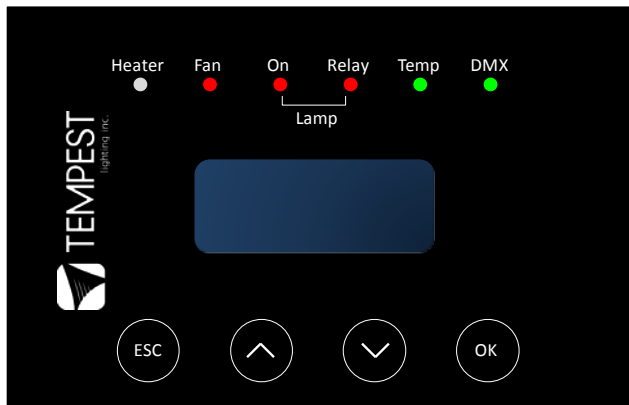 Heater Fan On Relay Temp DMX
Lamp
TEMPEST
lighting inc.
ESC OK